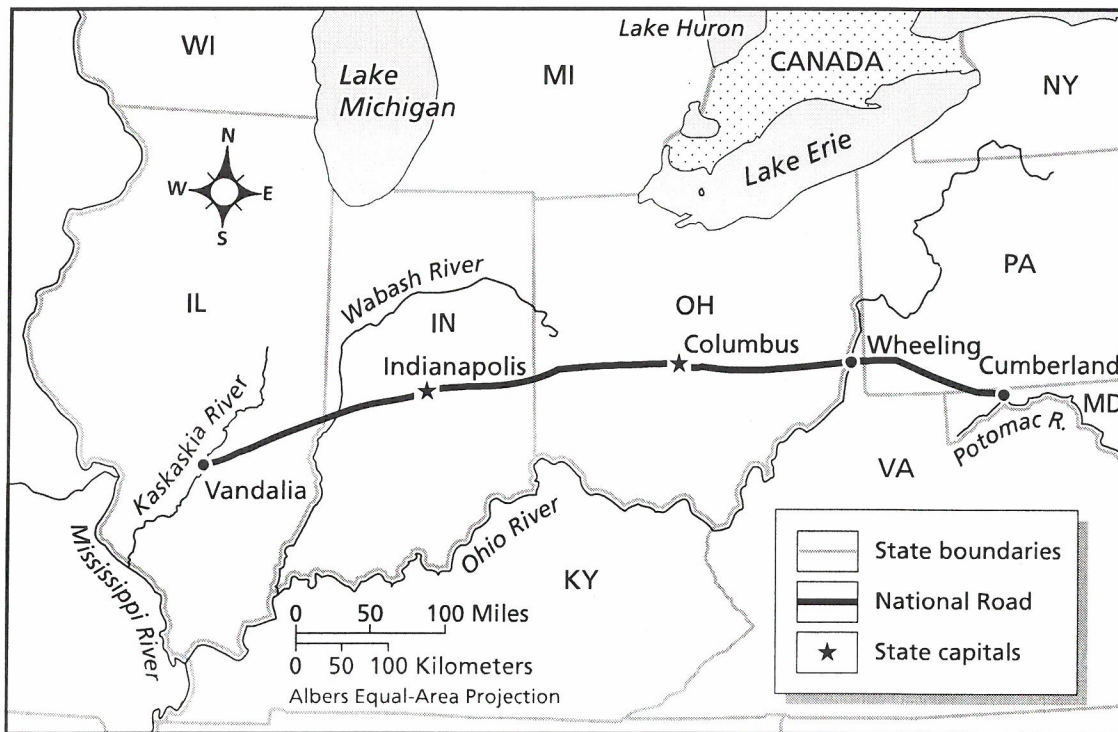 WI
Lake
Michigan
MI
Lake Huron
CANADA
NY
Lake Erie
N
W
E
S
IL
Wabash River
IN
OH
PA
Indianapolis
Columbus
Wheeling
Cumberland
MD
Potomac R.
VA
Kaskaskia River
Vandalia
Mississippi River
Ohio River
KY
0 50 100 Miles
0 50 100 Kilometers
Albers Equal-Area Projection
State boundaries
National Road
State capitals